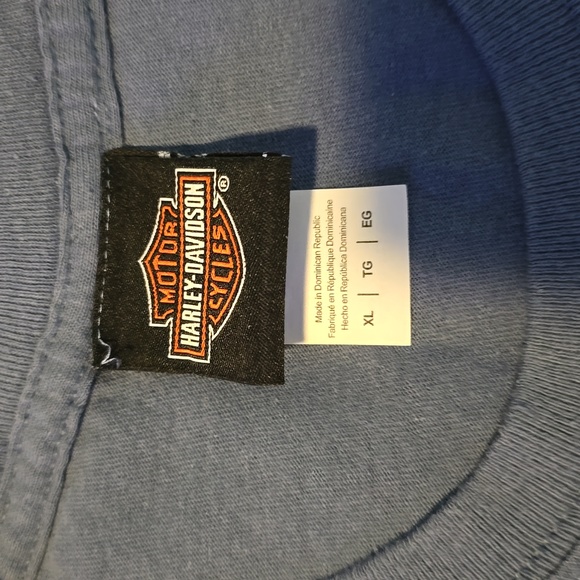 MOTOR
HARLEY-DAVIDSON
CYCLES
®
Made in Dominican Republic
Fabriqué en République Dominicaine
Hecho en República Dominicana
XL | TG | EG